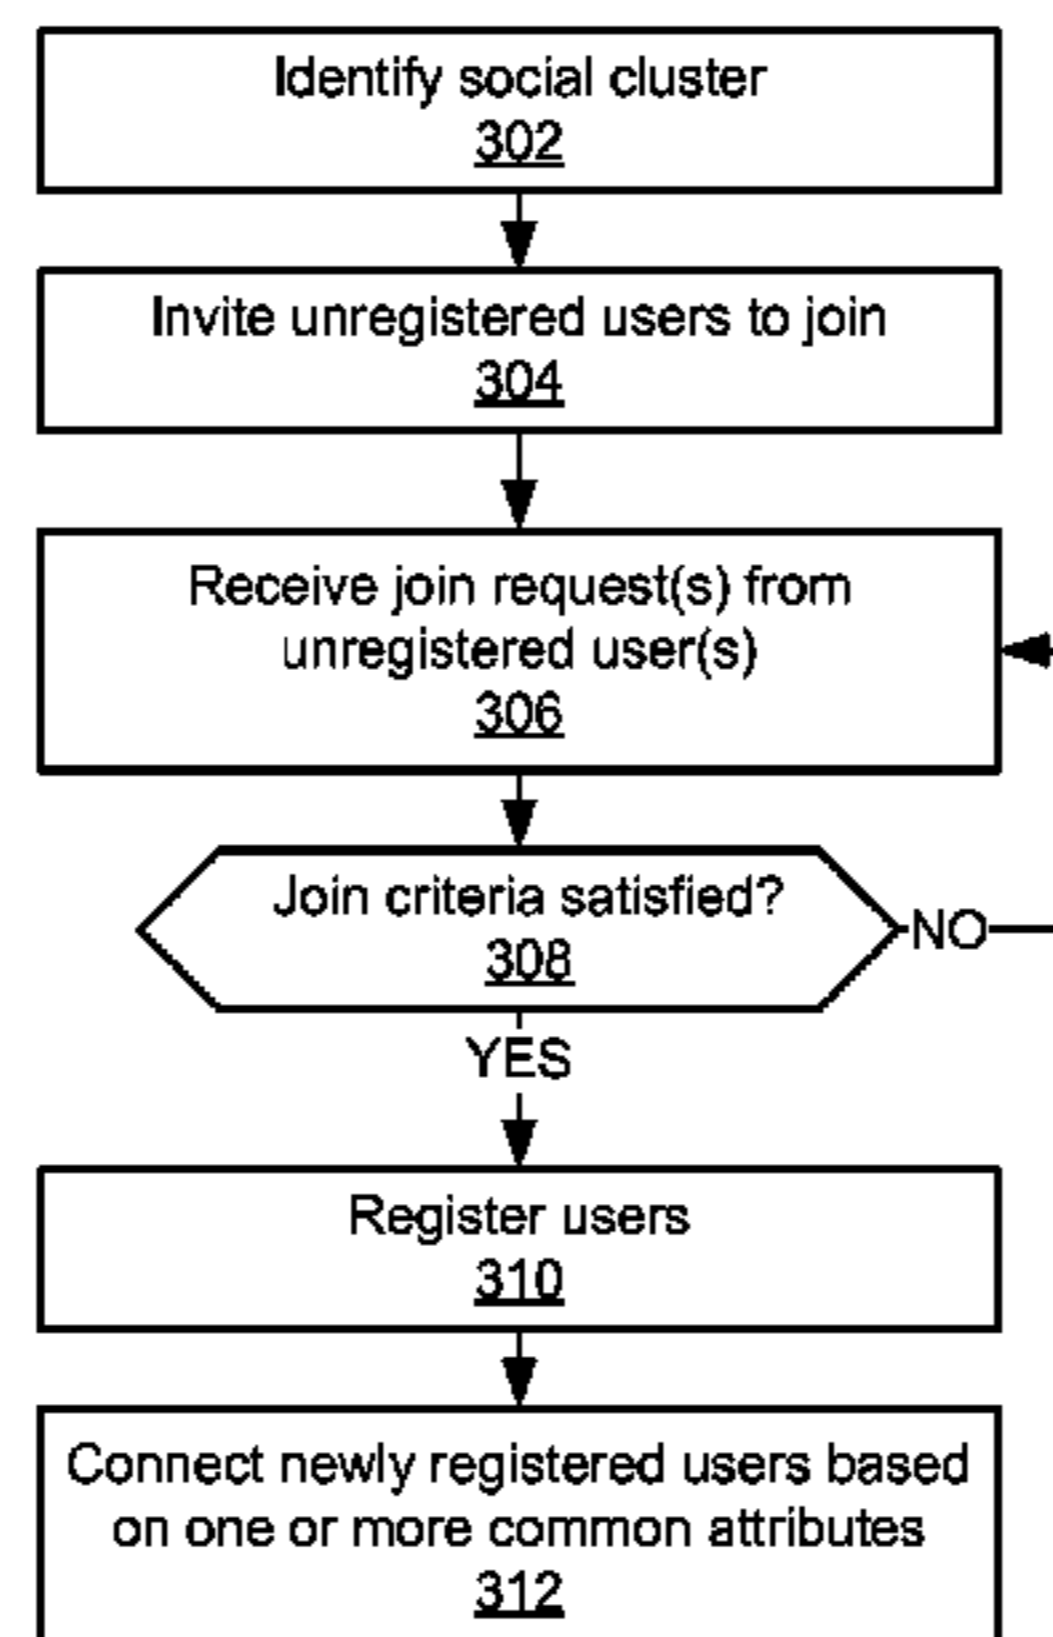 Identify social cluster
302
Invite unregistered users to join
304
Receive join request(s) from
unregistered user(s)
306
Join criteria satisfied?
308
NO
YES
Register users
310
Connect newly registered users based
on one or more common attributes
312